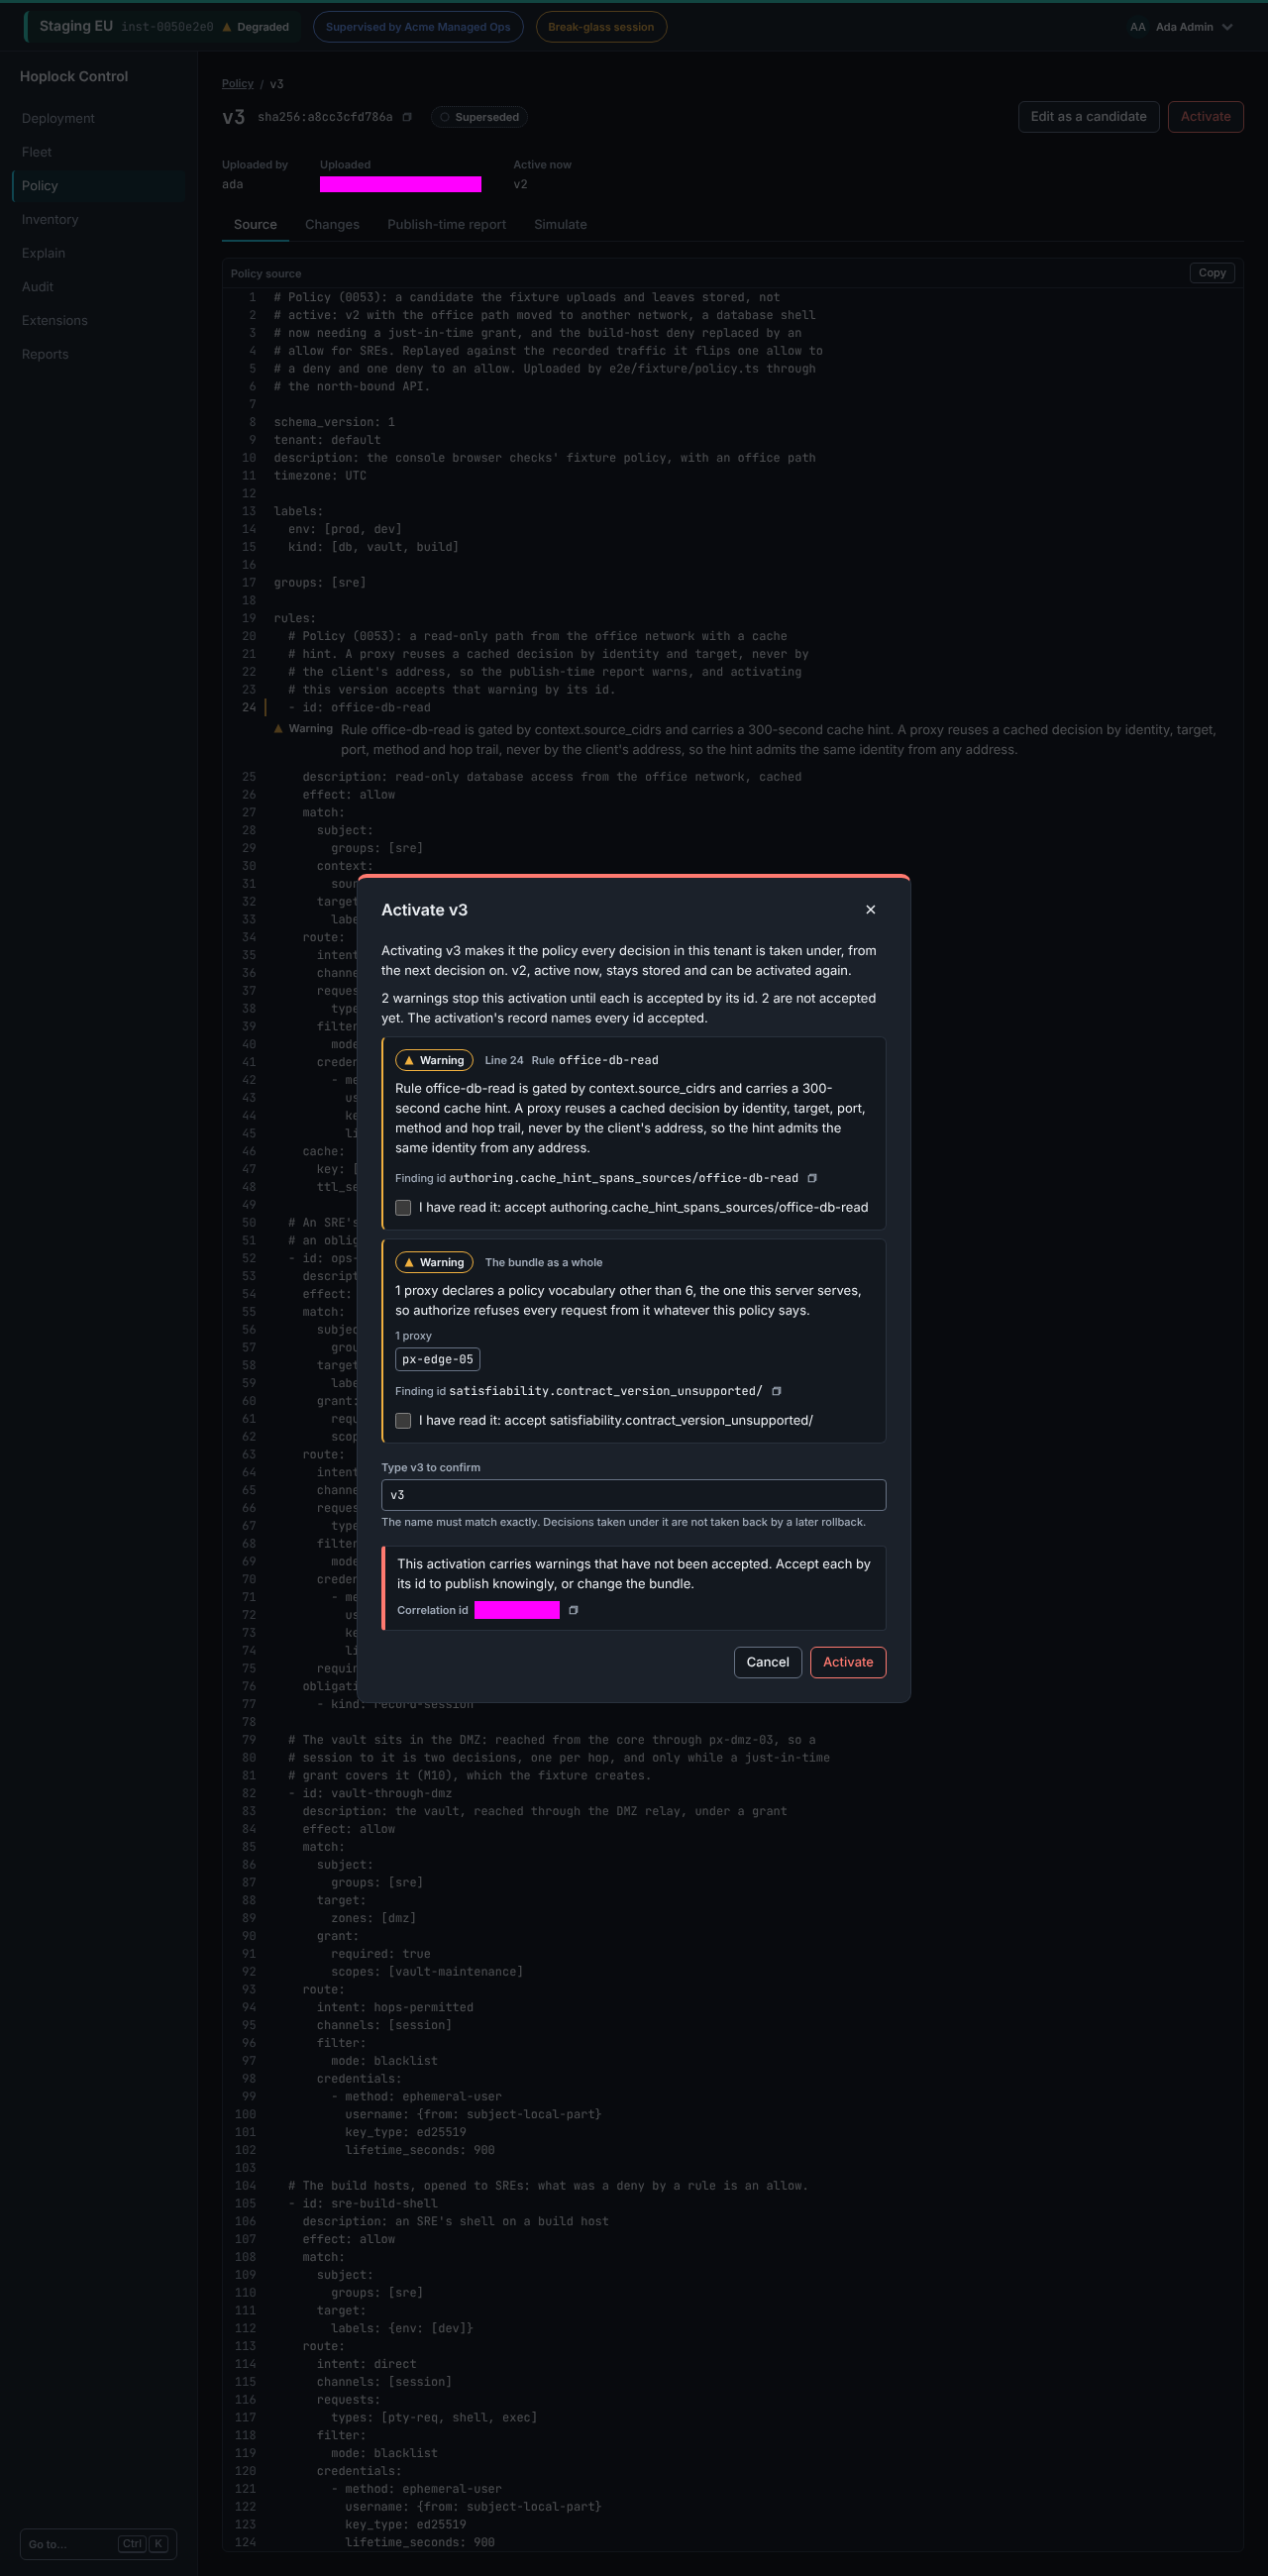 Staging EU inst-0050e2e0 Degraded Supervised by Acme Managed Ops Break-glass session AA Ada Admin
Hoplock Control
Deployment
Fleet
Policy
Inventory
Explain
Audit
Extensions
Reports
Go to... Ctrl K
Policy / v3
v3 sha256:a8cc3cfd786a Superseded Edit as a candidate Activate
Uploaded by Uploaded Active now
ada v2
Source Changes Publish-time report Simulate
Policy source Copy
1 # Policy (0053): a candidate the fixture uploads and leaves stored, not
2 # active: v2 with the office path moved to another network, a database shell
3 # now needing a just-in-time grant, and the build-host deny replaced by an
4 # allow for SREs. Replayed against the recorded traffic it flips one allow to
5 # a deny and one deny to an allow. Uploaded by e2e/fixture/policy.ts through
6 # the north-bound API.
7
8 schema_version: 1
9 tenant: default
10 description: the console browser checks' fixture policy, with an office path
11 timezone: UTC
12
13 labels:
14 env: [prod, dev]
15 kind: [db, vault, build]
16
17 groups: [sre]
18
19 rules:
20 # Policy (0053): a read-only path from the office network with a cache
21 # hint. A proxy reuses a cached decision by identity and target, never by
22 # the client's address, so the publish-time report warns, and activating
23 # this version accepts that warning by its id.
24 - id: office-db-read
Warning Rule office-db-read is gated by context.source_cidrs and carries a 300-second cache hint. A proxy reuses a cached decision by identity, target,
port, method and hop trail, never by the client's address, so the hint admits the same identity from any address.
25 description: read-only database access from the office network, cached
26 effect: allow
27 match:
28 subject:
29 groups: [sre]
30 context:
31 sour
32 target
33 labe
34 route:
35 intent
36 channe
37 reques
38 type
39 filter
40 mode
41 creden
42 - me
43 us
44 ke
45 li
46 cache:
47 key: [
48 ttl_se
49
50 # An SRE's
51 # an oblig
52 - id: ops-
53 descript
54 effect:
55 match:
56 subjec
57 grou
58 target
59 labe
60 grant:
61 requ
62 scop
63 route:
64 intent
65 channe
66 reques
67 type
68 filter
69 mode
70 creden
71 - me
72 us
73 ke
74 li
75 requir
76 obligati
77 - kind: record-session
78
79 # The vault sits in the DMZ: reached from the core through px-dmz-03, so a
80 # session to it is two decisions, one per hop, and only while a just-in-time
81 # grant covers it (M10), which the fixture creates.
82 - id: vault-through-dmz
83 description: the vault, reached through the DMZ relay, under a grant
84 effect: allow
85 match:
86 subject:
87 groups: [sre]
88 target:
89 zones: [dmz]
90 grant:
91 required: true
92 scopes: [vault-maintenance]
93 route:
94 intent: hops-permitted
95 channels: [session]
96 filter:
97 mode: blacklist
98 credentials:
99 - method: ephemeral-user
100 username: {from: subject-local-part}
101 key_type: ed25519
102 lifetime_seconds: 900
103
104 # The build hosts, opened to SREs: what was a deny by a rule is an allow.
105 - id: sre-build-shell
106 description: an SRE's shell on a build host
107 effect: allow
108 match:
109 subject:
110 groups: [sre]
111 target:
112 labels: {env: [dev]}
113 route:
114 intent: direct
115 channels: [session]
116 requests:
117 types: [pty-req, shell, exec]
118 filter:
119 mode: blacklist
120 credentials:
121 - method: ephemeral-user
122 username: {from: subject-local-part}
123 key_type: ed25519
124 lifetime_seconds: 900
Activate v3
Activating v3 makes it the policy every decision in this tenant is taken under, from
the next decision on. v2, active now, stays stored and can be activated again.
2 warnings stop this activation until each is accepted by its id. 2 are not accepted
yet. The activation's record names every id accepted.
Warning Line 24 Rule office-db-read
Rule office-db-read is gated by context.source_cidrs and carries a 300-
second cache hint. A proxy reuses a cached decision by identity, target, port,
method and hop trail, never by the client's address, so the hint admits the
same identity from any address.
Finding id authoring.cache_hint_spans_sources/office-db-read
I have read it: accept authoring.cache_hint_spans_sources/office-db-read
Warning The bundle as a whole
1 proxy declares a policy vocabulary other than 6, the one this server serves,
so authorize refuses every request from it whatever this policy says.
1 proxy
px-edge-05
Finding id satisfiability.contract_version_unsupported/
I have read it: accept satisfiability.contract_version_unsupported/
Type v3 to confirm
v3
The name must match exactly. Decisions taken under it are not taken back by a later rollback.
This activation carries warnings that have not been accepted. Accept each by
its id to publish knowingly, or change the bundle.
Correlation id
Cancel Activate